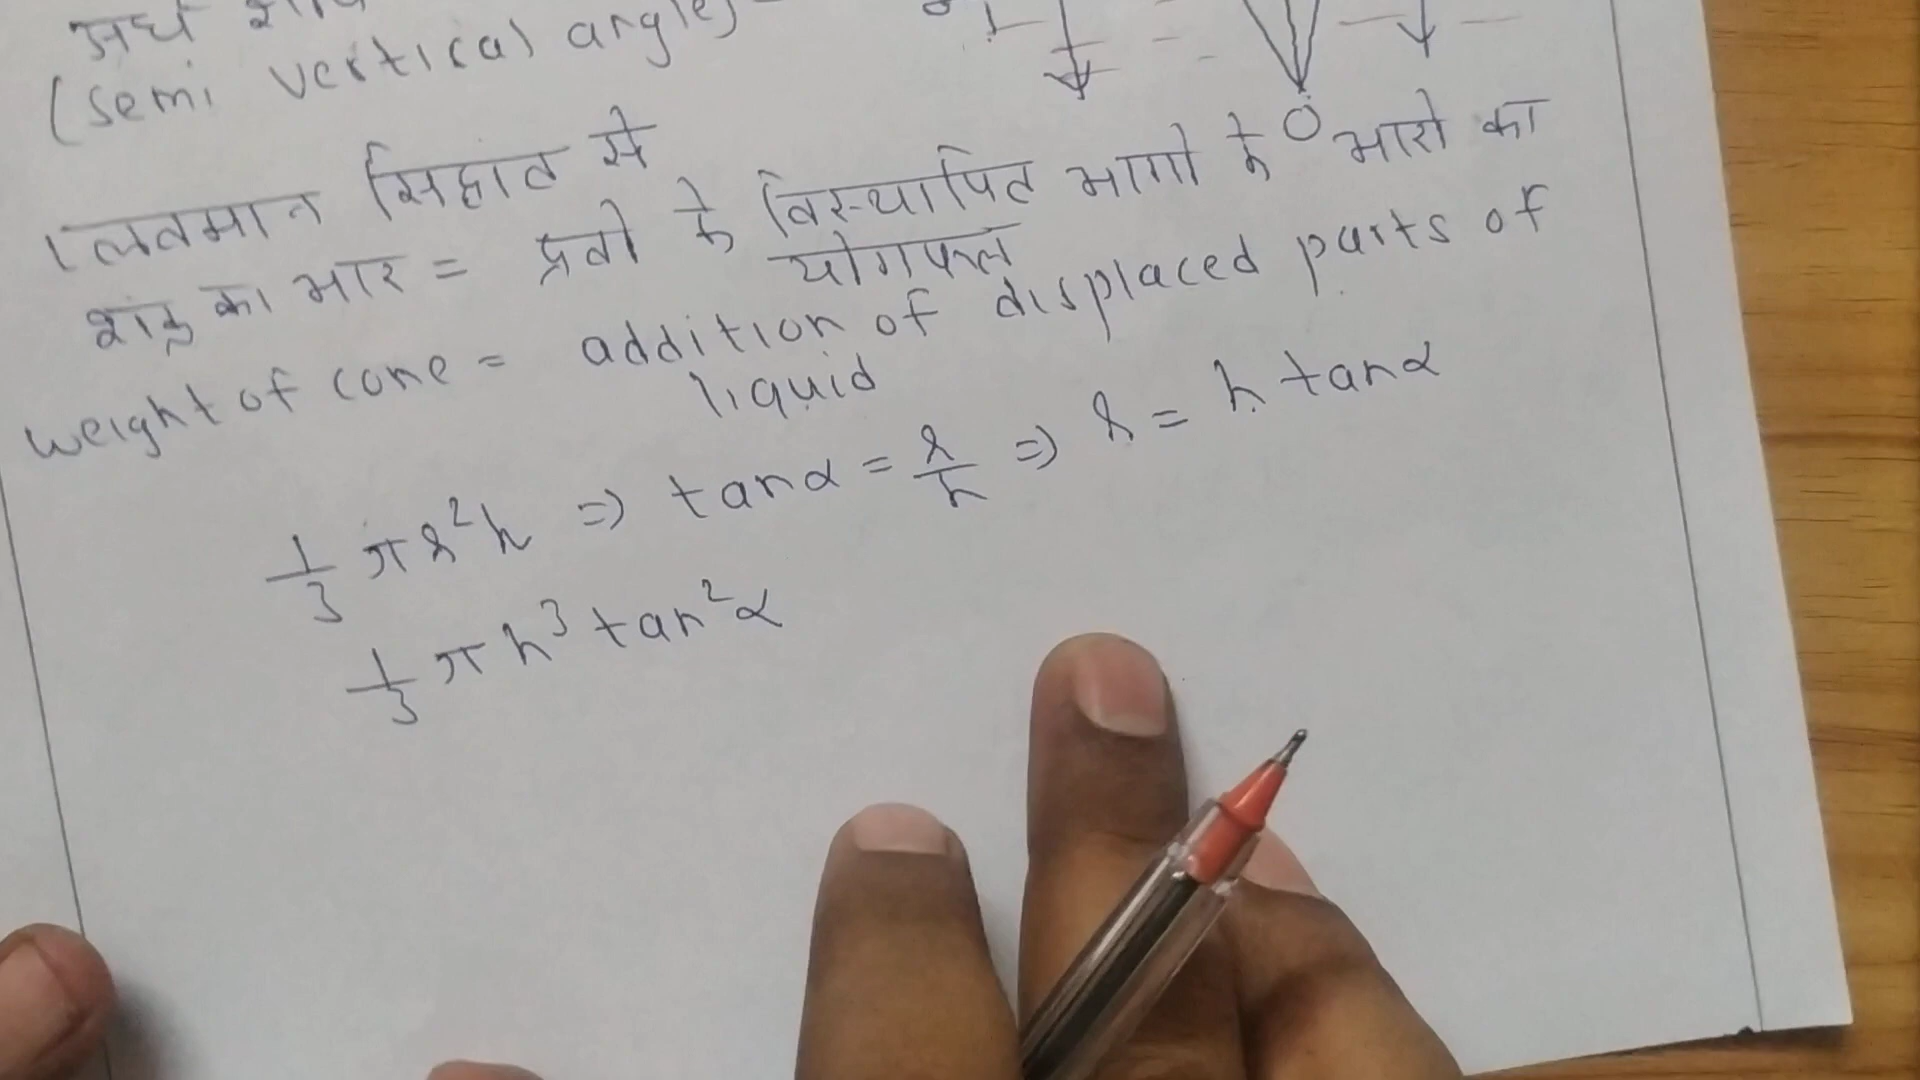 अर्ध
(semi vertical angle)
प्लवमान सिद्धांत से
शंकु का भार = द्रवो के विस्थापित भागो के भारो का
योगफल
weight of cone = addition of displaced parts of
liquid
1/3 πr²h => tanα = r/h => r = h tanα
1/3 πh³ tan²α